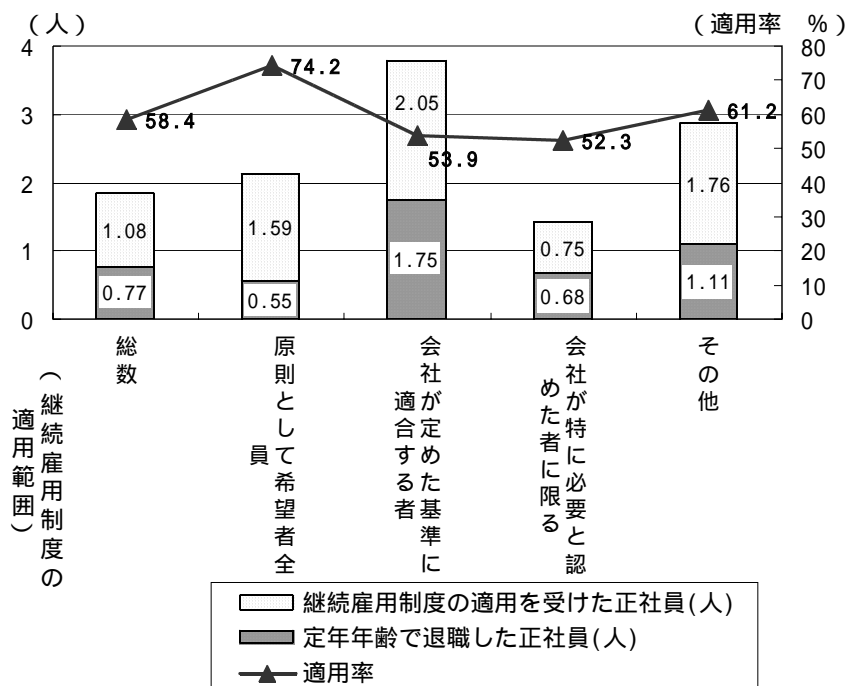 (人)
(適用率　%)
4
3
2
1
0
80
70
60
50
40
30
20
10
0
58.4
74.2
53.9
52.3
61.2
1.08
0.77
1.59
0.55
2.05
1.75
0.75
0.68
1.76
1.11
(継続雇用制度の
適用範囲)
総数
原則として希望者全
員
会社が定めた基準に
適合する者
会社が特に必要と認
めた者に限る
その他
継続雇用制度の適用を受けた正社員(人)
定年年齢で退職した正社員(人)
適用率